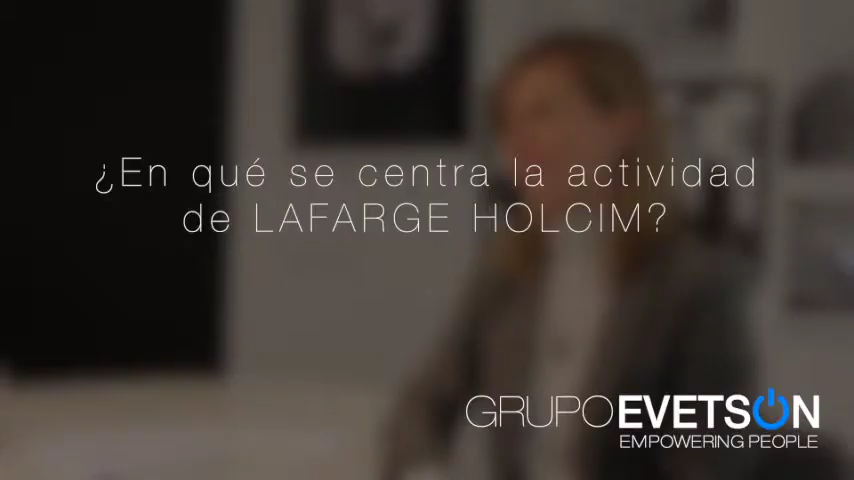 ¿En qué se centra la actividad
de LAFARGE HOLCIM?
GRUPOEVETSON
EMPOWERING PEOPLE